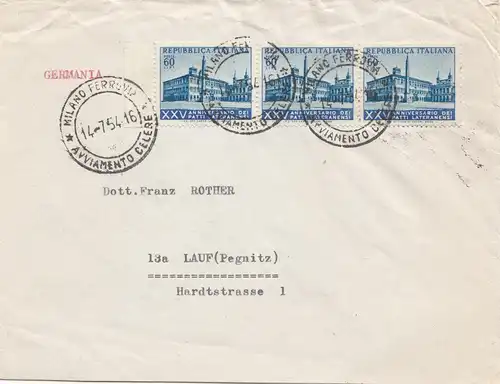 REPUBBLICA ITALIANA REPUBBLICA ITALIANA REPUBBLICA ITALIANA
LIRE 60 60
GERMANIA
MILANO FERROVIA
14-7-54.16
★ AVVIAMENTO CELERE ★
XXV ANNIVERSARIO DEI PATTI LATERANENSI
XXV ANNIVERSARIO DEI PATTI LATERANENSI
XXV ANNIVERSARIO DEI PATTI LATERANENSI
Dott.Franz ROTHER
13a LAUF(Pegnitz)
==================
Hardtstrasse 1